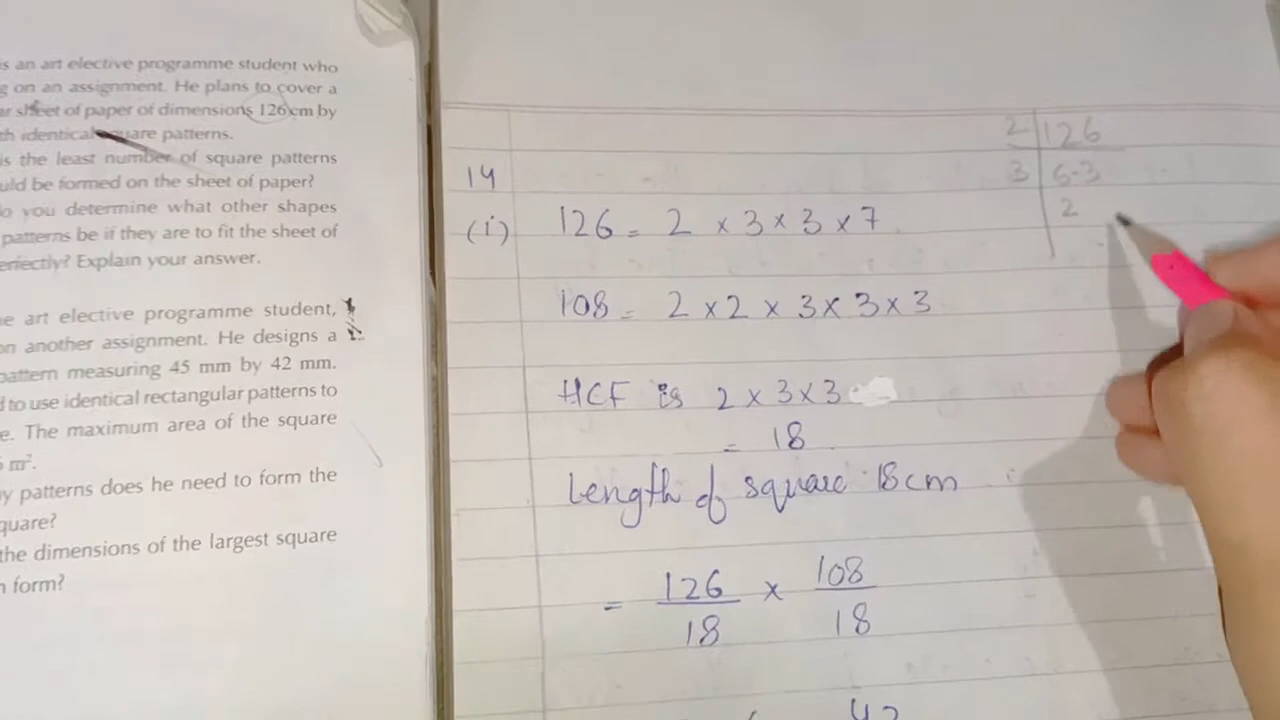 is an art elective programme student who
g on an assignment. He plans to cover a
ar sheet of paper of dimensions 126 cm by
th identical square patterns.
is the least number of square patterns
uld be formed on the sheet of paper?
o you determine what other shapes
patterns be if they are to fit the sheet of
erfectly? Explain your answer.
ne art elective programme student,
on another assignment. He designs a
pattern measuring 45 mm by 42 mm.
d to use identical rectangular patterns to
e. The maximum area of the square
m².
y patterns does he need to form the
quare?
the dimensions of the largest square
n form?
14
(i) 126 = 2 × 3 × 3 × 7
108 = 2 × 2 × 3 × 3 × 3
HCF is 2 × 3 × 3
= 18
Length of square 18cm
= 126/18 × 108/18
42
2 | 126
3 | 6·3
2